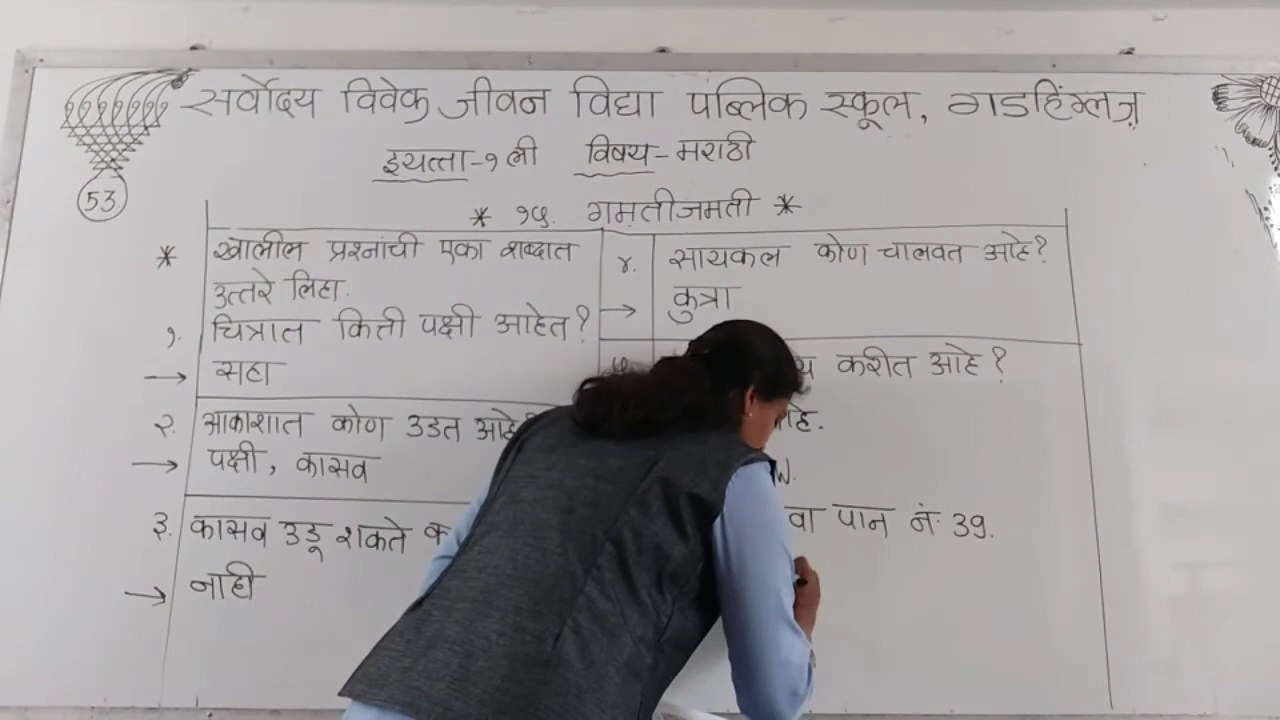 सर्वोदय विवेक जीवन विद्या पब्लिक स्कूल, गडहिंग्लज
इयत्ता-१ ली विषय-मराठी
53
* १५. गमतीजमती *
* खालील प्रश्नांची एका शब्दात
उत्तरे लिहा.
१. चित्रात किती पक्षी आहेत?
→ सहा
२. आकाशात कोण उडत आहे
→ पक्षी, कासव
३. कासव उडू शकते
→ नाही
४. सायकल कोण चालवत आहे?
→ कुत्रा
करीत आहे?
पान नं. 39.